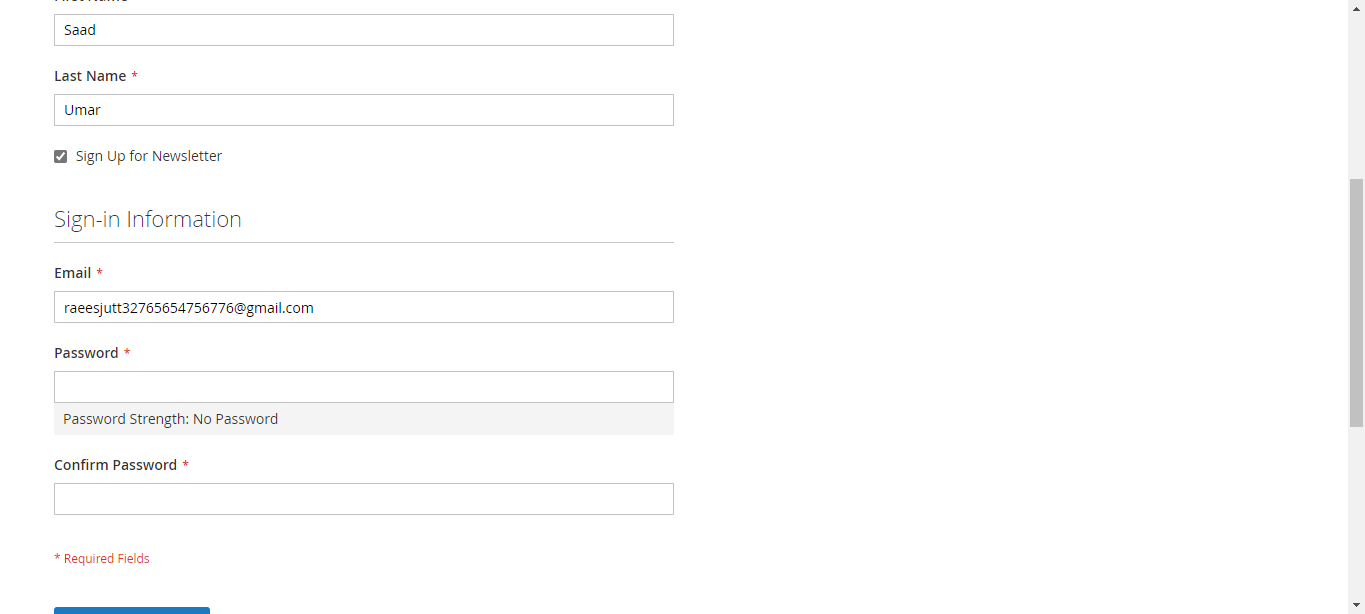 Saad
Last Name *
Umar
Sign Up for Newsletter
Sign-in Information
Email *
raeesjutt32765654756776@gmail.com
Password *
Password Strength: No Password
Confirm Password *
* Required Fields